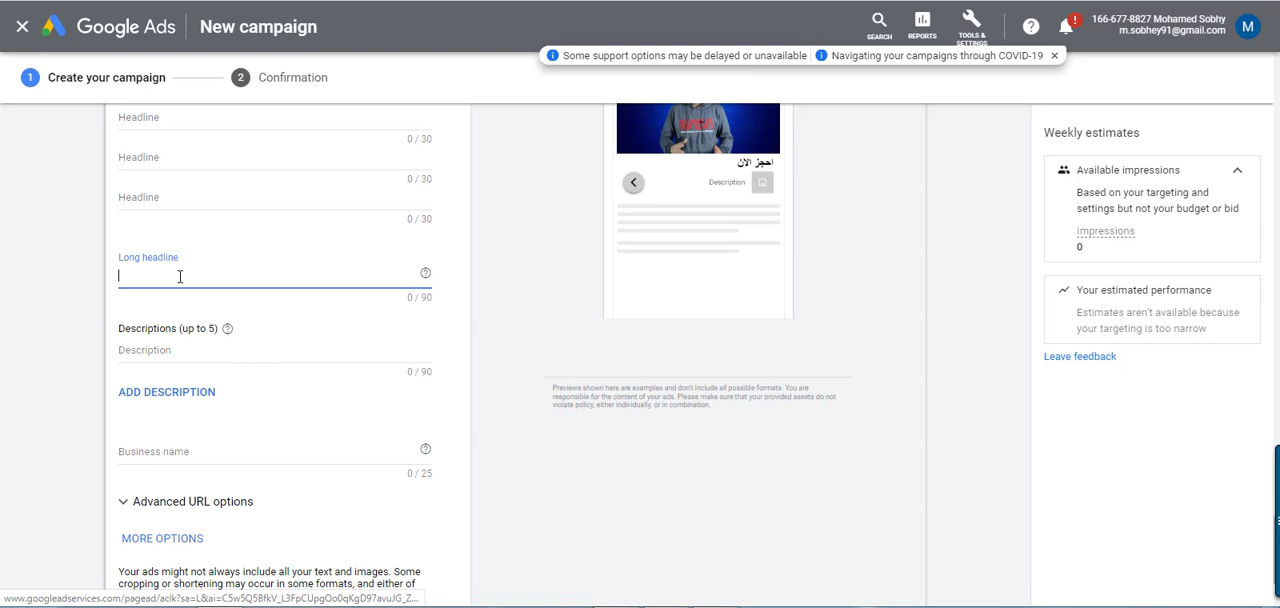 Google Ads
New campaign
SEARCH
REPORTS
TOOLS &
SETTINGS
?
!
166-677-8827 Mohamed Sobhy
m.sobhey91@gmail.com
M
Some support options may be delayed or unavailable
Navigating your campaigns through COVID-19
1 Create your campaign
2 Confirmation
Headline
0 / 30
Headline
0 / 30
Headline
0 / 30
Long headline
0 / 90
Descriptions (up to 5)
Description
0 / 90
ADD DESCRIPTION
Business name
0 / 25
Advanced URL options
MORE OPTIONS
Your ads might not always include all your text and images. Some
cropping or shortening may occur in some formats, and either of
www.googleadservices.com/pagead/aclk?sa=L&ai=C5w5Q5BfkV_L3FpCUpgOo0qKgD97avuJG_Z...
احجز الان
Description
Previews shown here are examples and don't include all possible formats. You are
responsible for the content of your ads. Please make sure that your provided assets do not
violate policy, either individually, or in combination.
Weekly estimates
Available impressions
Based on your targeting and
settings but not your budget or bid
Impressions
0
Your estimated performance
Estimates aren't available because
your targeting is too narrow
Leave feedback